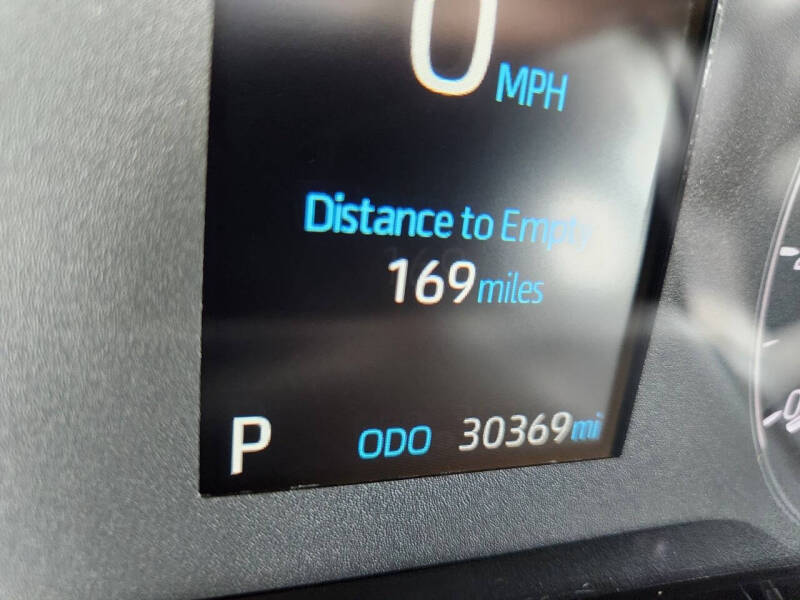 0 MPH
Distance to Empty
169 miles
P ODO 30369 mi